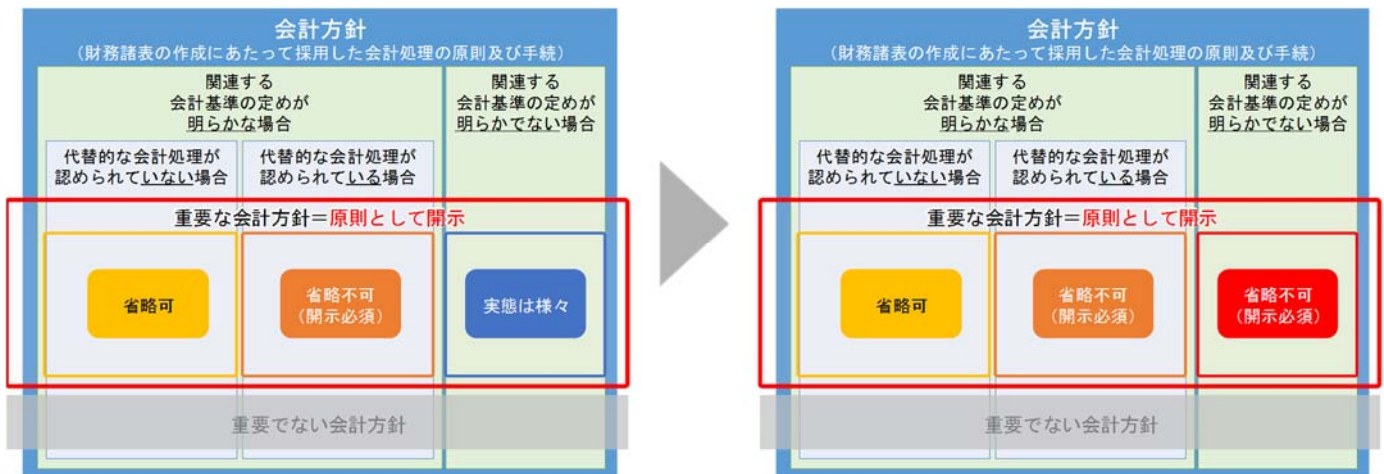 会計方針
（財務諸表の作成にあたって採用した会計処理の原則及び手続）
関連する
会計基準の定めが
明らかな場合
関連する
会計基準の定めが
明らかでない場合
代替的な会計処理が
認められていない場合
代替的な会計処理が
認められている場合
重要な会計方針＝原則として開示
省略可
省略不可
（開示必須）
実態は様々
重要でない会計方針
会計方針
（財務諸表の作成にあたって採用した会計処理の原則及び手続）
関連する
会計基準の定めが
明らかな場合
関連する
会計基準の定めが
明らかでない場合
代替的な会計処理が
認められていない場合
代替的な会計処理が
認められている場合
重要な会計方針＝原則として開示
省略可
省略不可
（開示必須）
省略不可
（開示必須）
重要でない会計方針